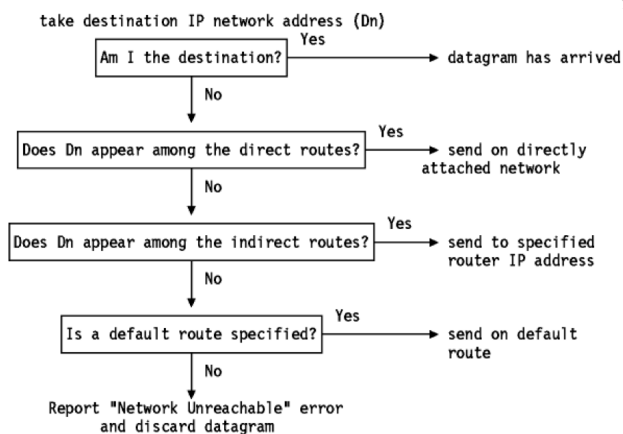 take destination IP network address (Dn)
Am I the destination?
Yes
datagram has arrived
No
Does Dn appear among the direct routes?
Yes
send on directly
attached network
No
Does Dn appear among the indirect routes?
Yes
send to specified
router IP address
No
Is a default route specified?
Yes
send on default
route
No
Report "Network Unreachable" error
and discard datagram